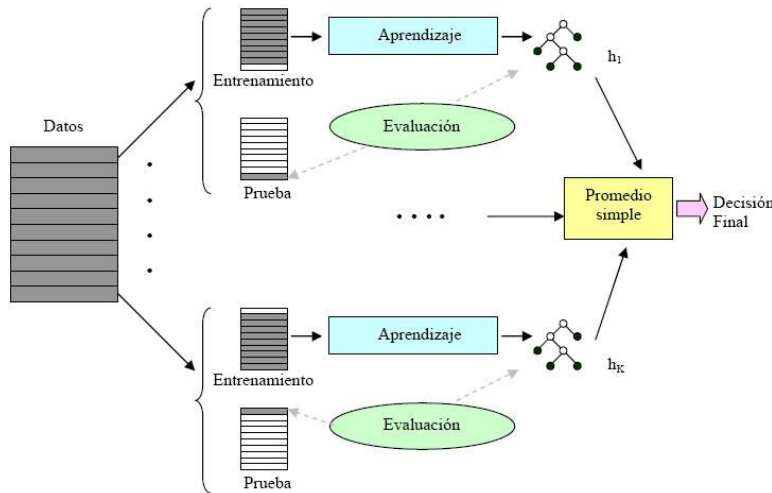 Datos
Entrenamiento
Aprendizaje
h1
Evaluación
Prueba
Promedio
simple
Decisión
Final
Entrenamiento
Aprendizaje
hK
Evaluación
Prueba